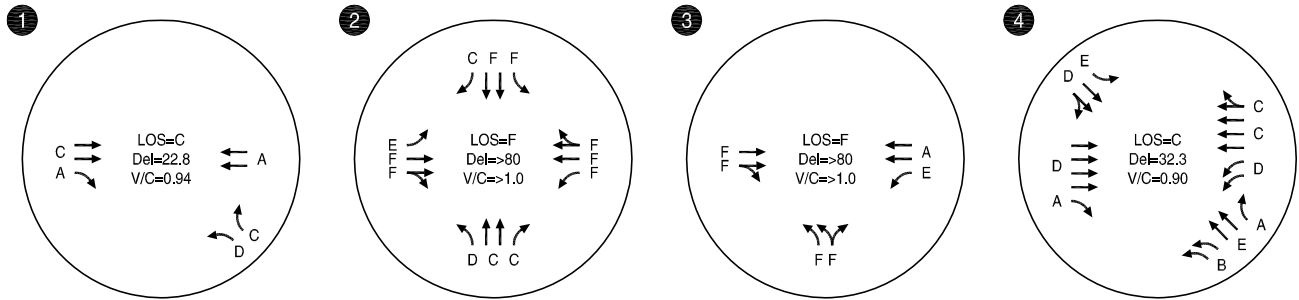 1
C
A
LOS=C
Del=22.8
V/C=0.94
A
C
D
2
C F F
E
F
F
LOS=F
Del=>80
V/C=>1.0
F
F
F
D C C
3
F
F
LOS=F
Del=>80
V/C=>1.0
A
E
F F
4
E
D
D
A
LOS=C
Del=32.3
V/C=0.90
C
C
D
A
E
B